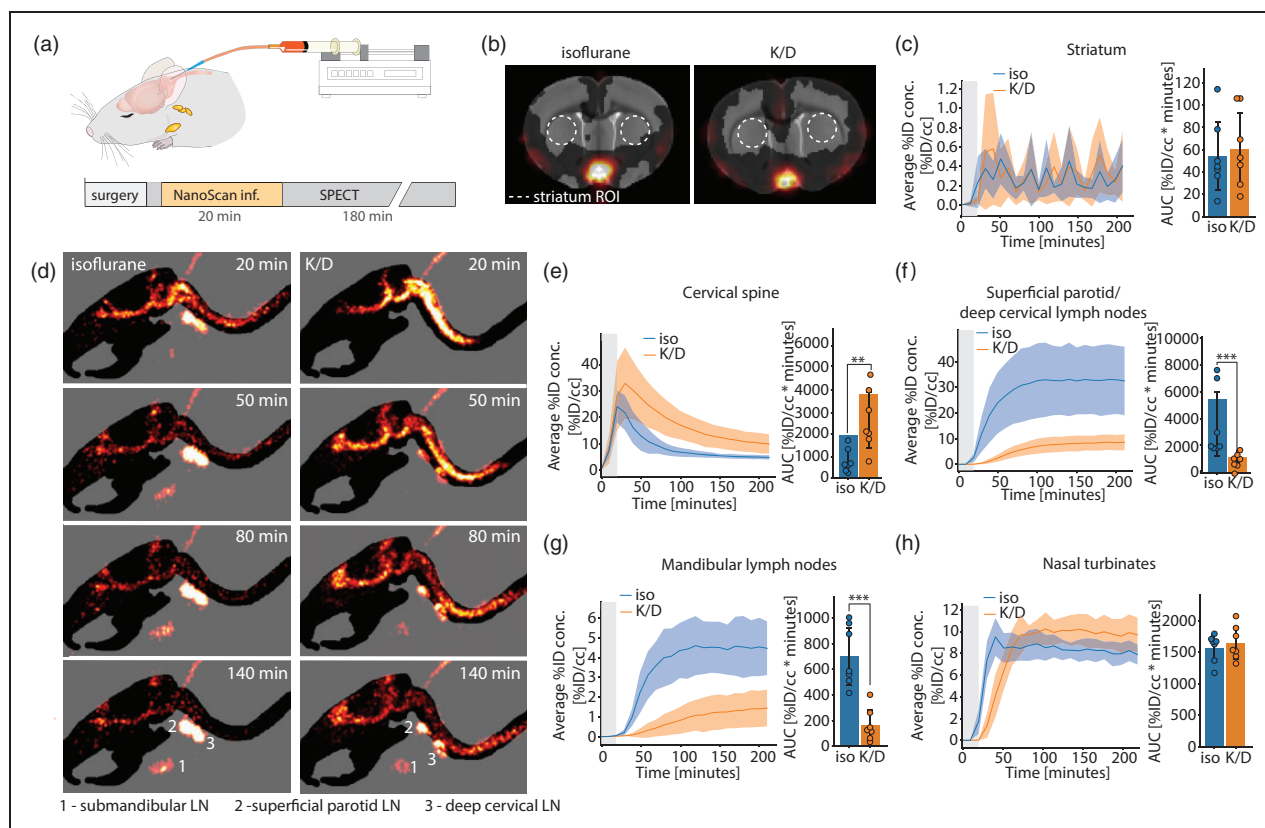 (a)
surgery
NanoScan inf.
SPECT
20 min
180 min
(b)
isoflurane
K/D
striatum ROI
(c)
Striatum
Average %ID conc.
[%ID/cc]
1.2
1.0
0.8
0.6
0.4
0.2
0.0
iso
K/D
0 50 100 150 200
Time [minutes]
AUC [%ID/cc * minutes]
120
100
80
60
40
20
0
iso K/D
(d)
isoflurane
20 min
K/D
20 min
50 min
50 min
80 min
80 min
140 min
2
3
1
140 min
2
3
1
1 - submandibular LN 2 -superficial parotid LN 3 - deep cervical LN
(e)
Cervical spine
Average %ID conc.
[%ID/cc]
40
30
20
10
0
iso
K/D
0 50 100 150 200
Time [minutes]
AUC [%ID/cc * minutes]
6000
5000
4000
3000
2000
1000
0
**
iso K/D
(f)
Superficial parotid/
deep cervical lymph nodes
Average %ID conc.
[%ID/cc]
40
30
20
10
0
iso
K/D
0 50 100 150 200
Time [minutes]
AUC [%ID/cc * minutes]
10000
8000
6000
4000
2000
0
***
iso K/D
(g)
Mandibular lymph nodes
Average %ID conc.
[%ID/cc]
6
5
4
3
2
1
0
iso
K/D
0 50 100 150 200
Time [minutes]
AUC [%ID/cc * minutes]
1000
800
600
400
200
0
***
iso K/D
(h)
Nasal turbinates
Average %ID conc.
[%ID/cc]
12
10
8
6
4
2
0
iso
K/D
0 50 100 150 200
Time [minutes]
AUC [%ID/cc * minutes]
2000
1500
1000
500
0
iso K/D